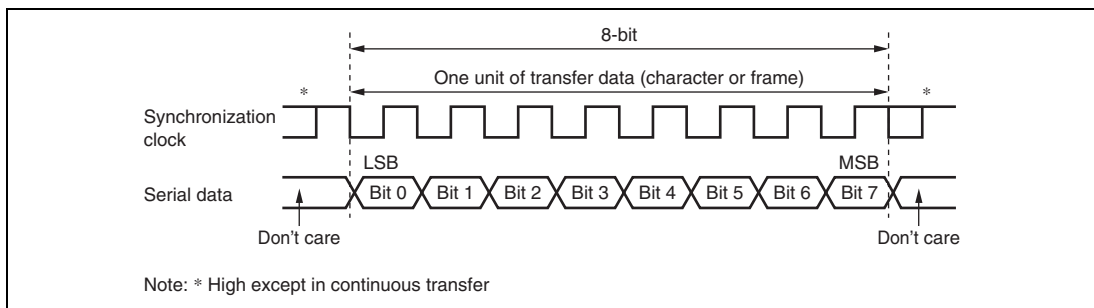 8-bit
One unit of transfer data (character or frame)
* *
Synchronization
clock
LSB MSB
Serial data Bit 0 Bit 1 Bit 2 Bit 3 Bit 4 Bit 5 Bit 6 Bit 7
Don't care Don't care
Note: * High except in continuous transfer